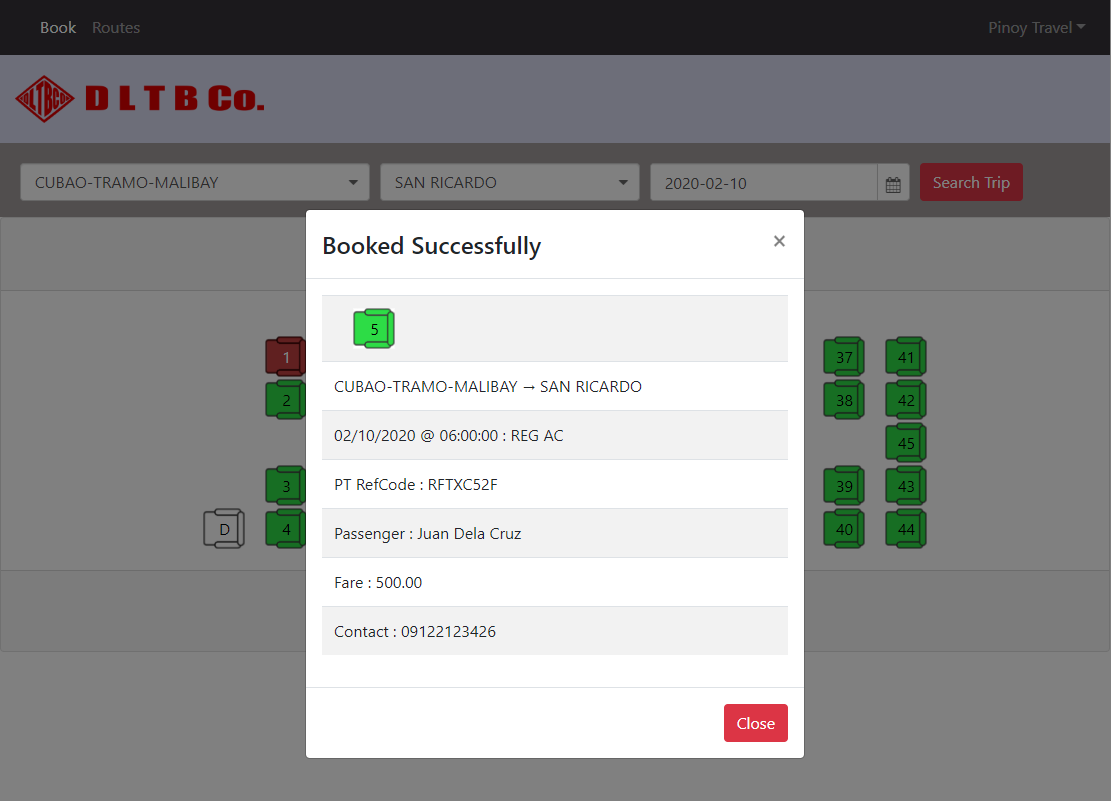 Book Routes Pinoy Travel
DLTBCo DLTB Co.
CUBAO-TRAMO-MALIBAY SAN RICARDO 2020-02-10 Search Trip
Booked Successfully ×
5
CUBAO-TRAMO-MALIBAY → SAN RICARDO
02/10/2020 @ 06:00:00 : REG AC
PT RefCode : RFTXC52F
Passenger : Juan Dela Cruz
Fare : 500.00
Contact : 09122123426
Close
1 37 41
2 38 42
45
3 39 43
D 4 40 44